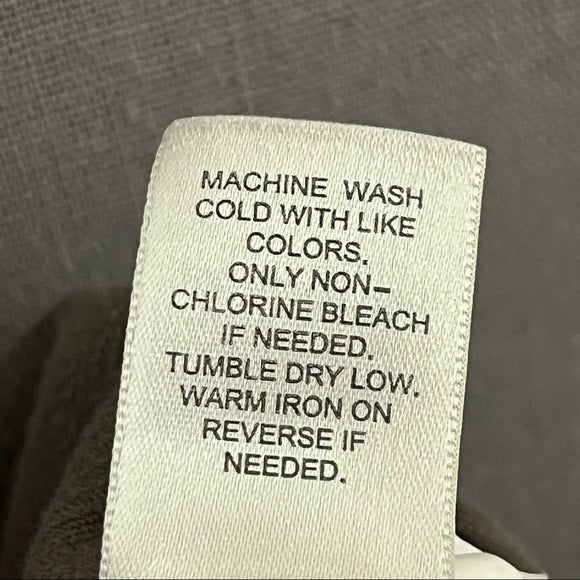 MACHINE WASH
COLD WITH LIKE
COLORS.
ONLY NON-
CHLORINE BLEACH
IF NEEDED.
TUMBLE DRY LOW.
WARM IRON ON
REVERSE IF
NEEDED.